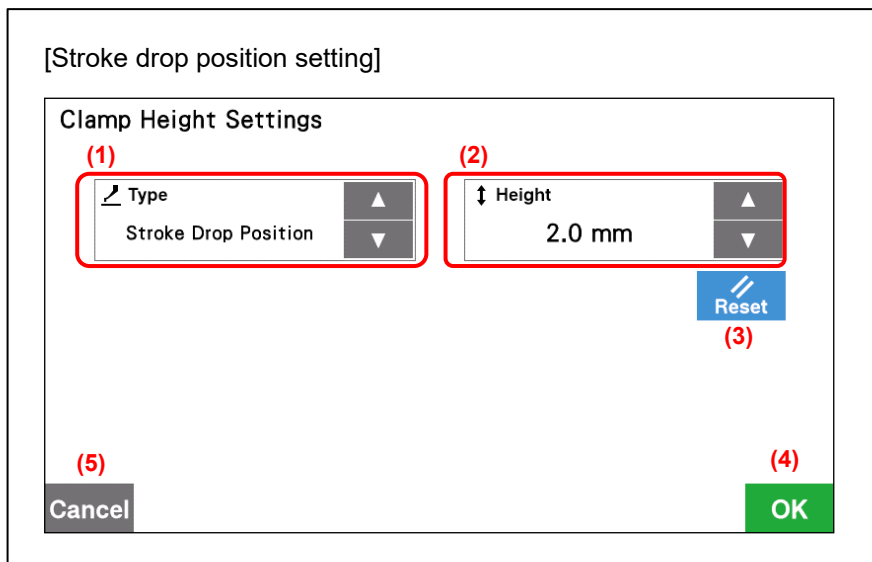 [Stroke drop position setting]
Clamp Height Settings
(1) (2)
Type ▲ Height ▲
Stroke Drop Position ▼ 2.0 mm ▼
Reset
(3)
(5) (4)
Cancel OK